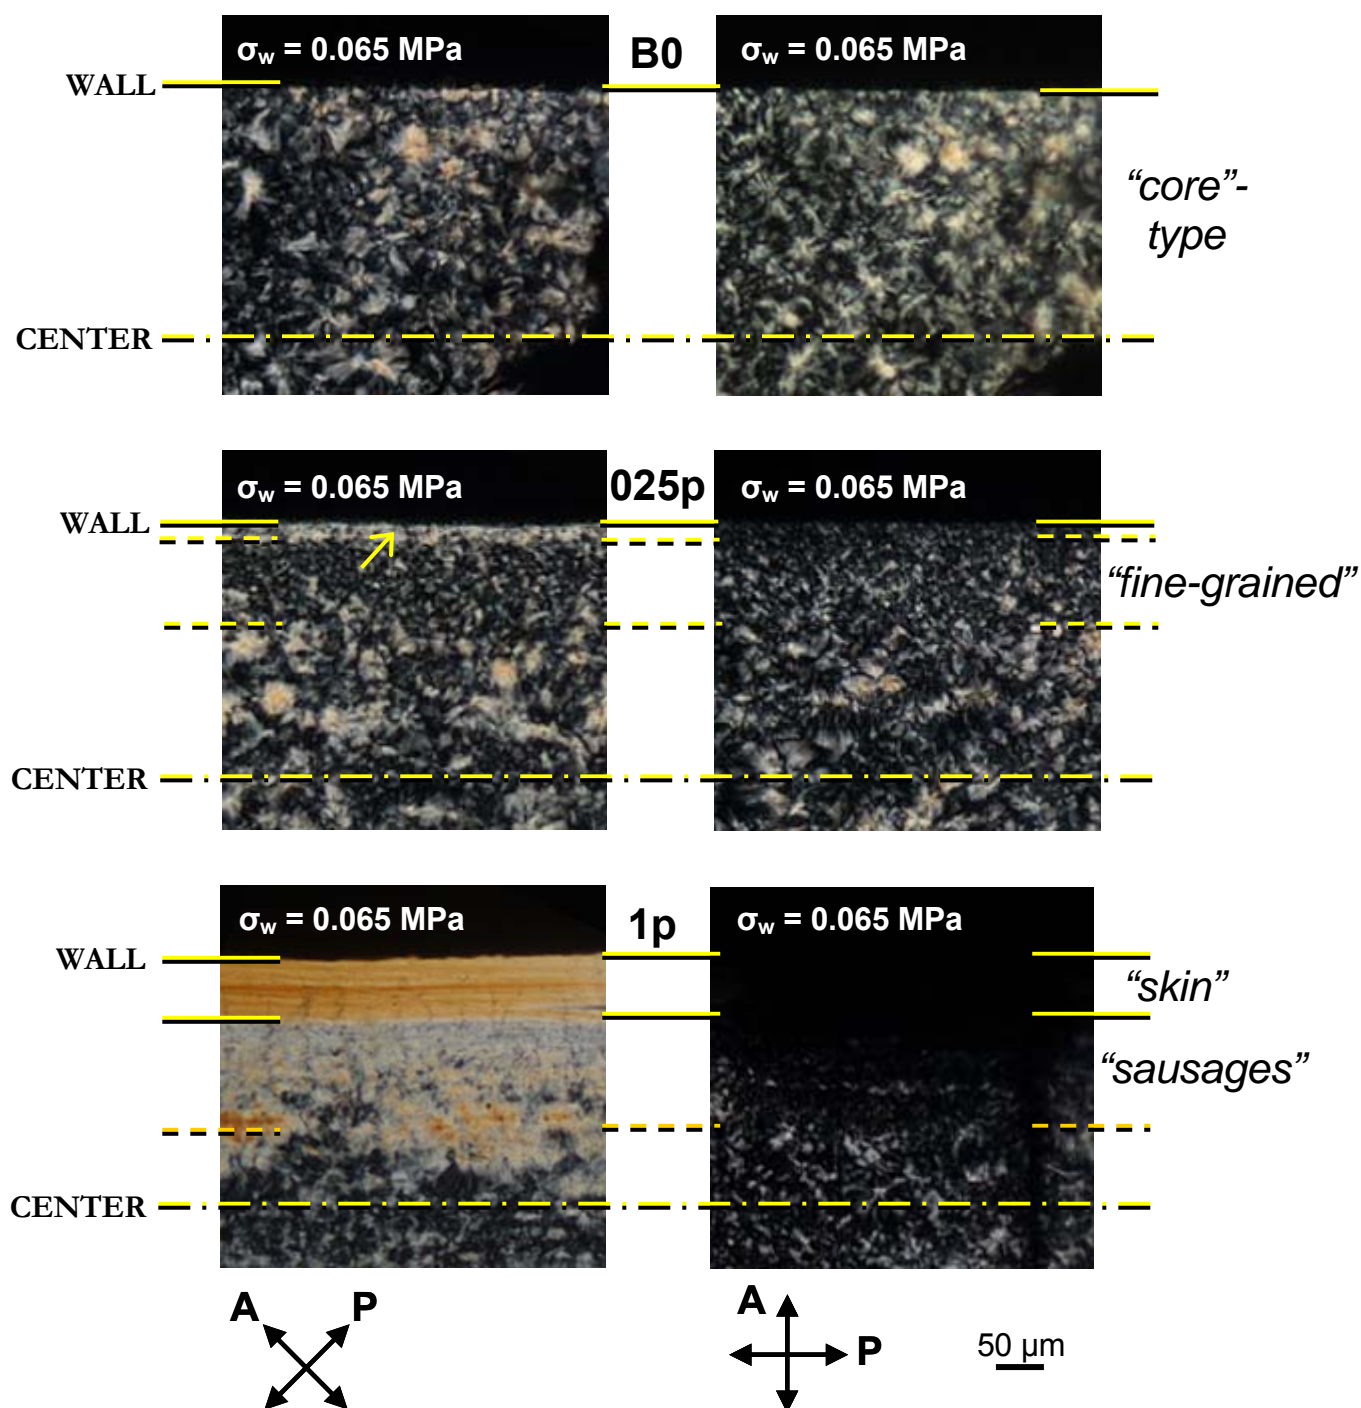 σw = 0.065 MPa B0 σw = 0.065 MPa
WALL
“core”-
type
CENTER
σw = 0.065 MPa 025p σw = 0.065 MPa
WALL
“fine-grained”
CENTER
σw = 0.065 MPa 1p σw = 0.065 MPa
WALL
“skin”
“sausages”
CENTER
A P
A
P
50 μm